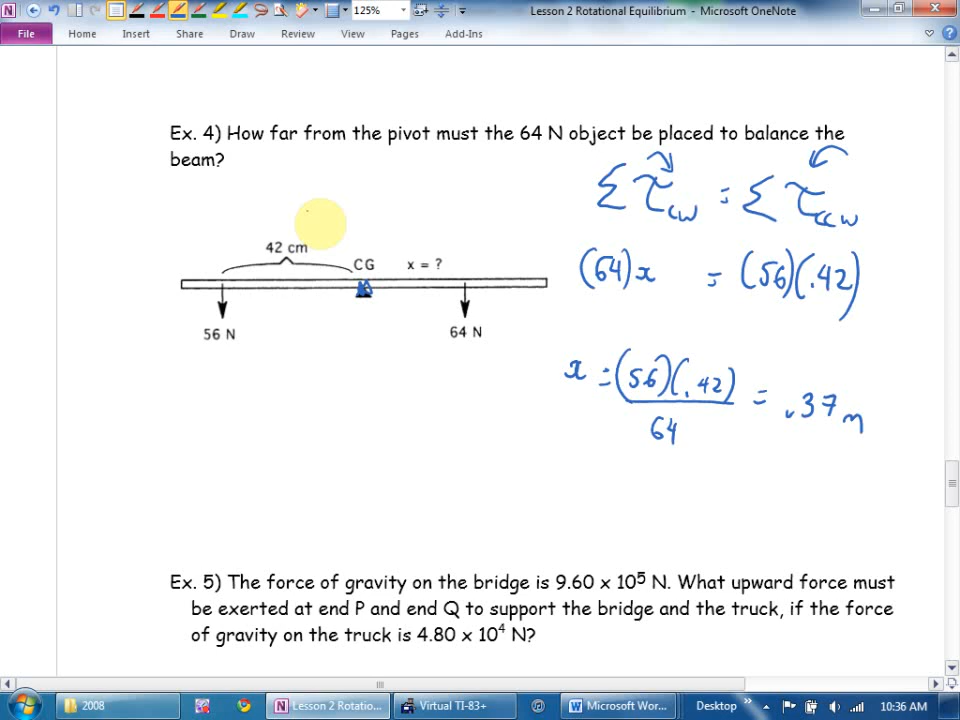 125%
Lesson 2 Rotational Equilibrium - Microsoft OneNote
File Home Insert Share Draw Review View Pages Add-Ins
Ex. 4) How far from the pivot must the 64 N object be placed to balance the
beam?
Σ τcw = Σ τccw
42 cm
CG x = ?
(64)x = (56)(.42)
56 N
64 N
x = (56)(.42) = .37 m
64
Ex. 5) The force of gravity on the bridge is 9.60 x 10⁵ N. What upward force must
be exerted at end P and end Q to support the bridge and the truck, if the force
of gravity on the truck is 4.80 x 10⁴ N?
2008 Lesson 2 Rotatio... Virtual TI-83+ Microsoft Wor... Desktop 10:36 AM